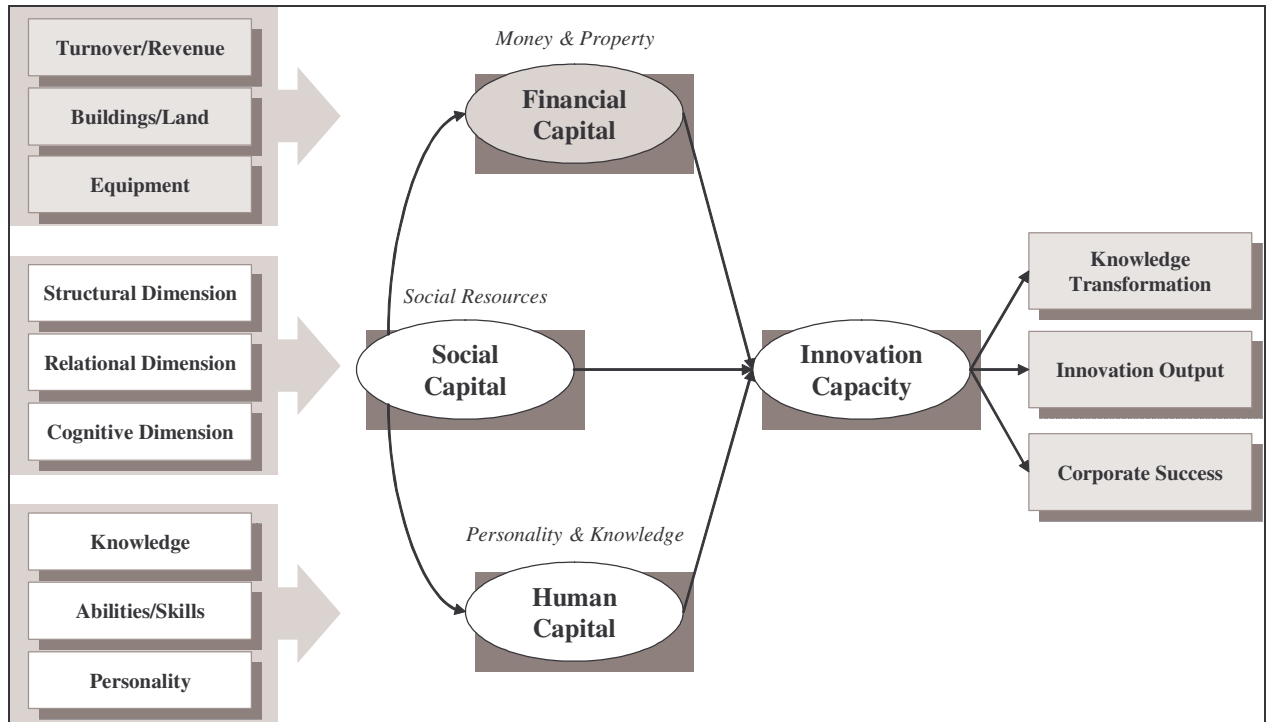 Turnover/Revenue
Buildings/Land
Equipment
Structural Dimension
Relational Dimension
Cognitive Dimension
Knowledge
Abilities/Skills
Personality
Money & Property
Financial
Capital
Social Resources
Social
Capital
Personality & Knowledge
Human
Capital
Innovation
Capacity
Knowledge
Transformation
Innovation Output
Corporate Success